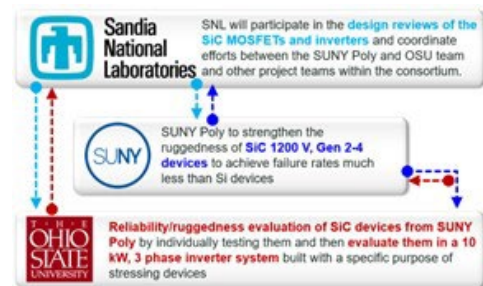 Sandia
National
Laboratories
SNL will participate in the design reviews of the
SiC MOSFETs and inverters and coordinate
efforts between the SUNY Poly and OSU team
and other project teams within the consortium.
SUNY
SUNY Poly to strengthen the
ruggedness of SiC 1200 V, Gen 2-4
devices to achieve failure rates much
less than Si devices
THE
OHIO
STATE
UNIVERSITY
Reliability/ruggedness evaluation of SiC devices from SUNY
Poly by individually testing them and then evaluate them in a 10
kW, 3 phase inverter system built with a specific purpose of
stressing devices